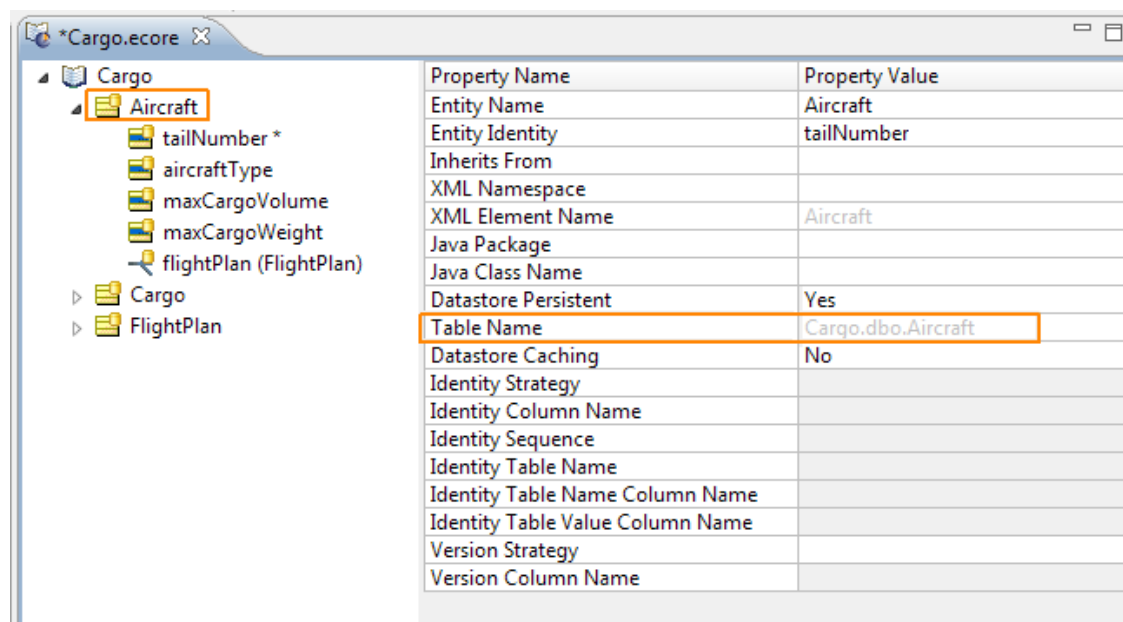 *Cargo.ecore
Cargo
Aircraft
tailNumber *
aircraftType
maxCargoVolume
maxCargoWeight
flightPlan (FlightPlan)
Cargo
FlightPlan
Property Name Property Value
Entity Name Aircraft
Entity Identity tailNumber
Inherits From
XML Namespace
XML Element Name Aircraft
Java Package
Java Class Name
Datastore Persistent Yes
Table Name Cargo.dbo.Aircraft
Datastore Caching No
Identity Strategy
Identity Column Name
Identity Sequence
Identity Table Name
Identity Table Name Column Name
Identity Table Value Column Name
Version Strategy
Version Column Name